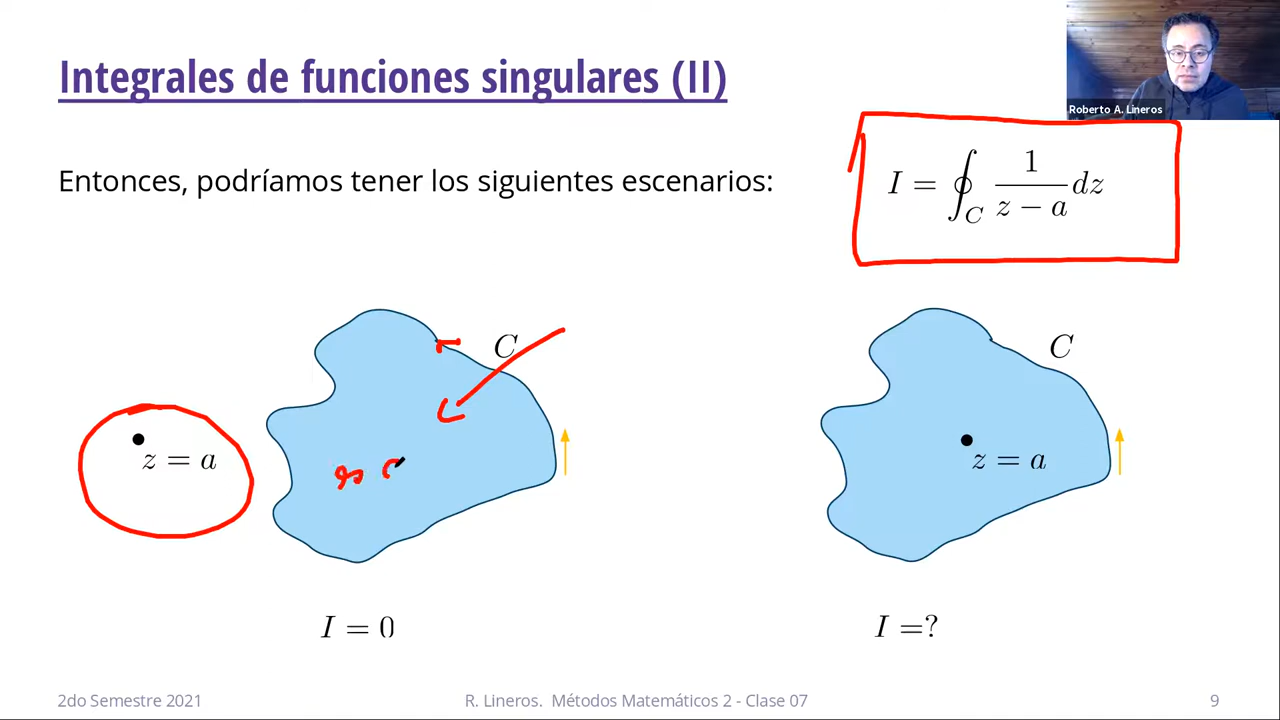 Integrales de funciones singulares (II)
Roberto A. Lineros
Entonces, podríamos tener los siguientes escenarios:
I = ∮_C 1/(z − a) dz
C
z = a
I = 0
C
z = a
I =?
2do Semestre 2021
R. Lineros. Métodos Matemáticos 2 - Clase 07
9